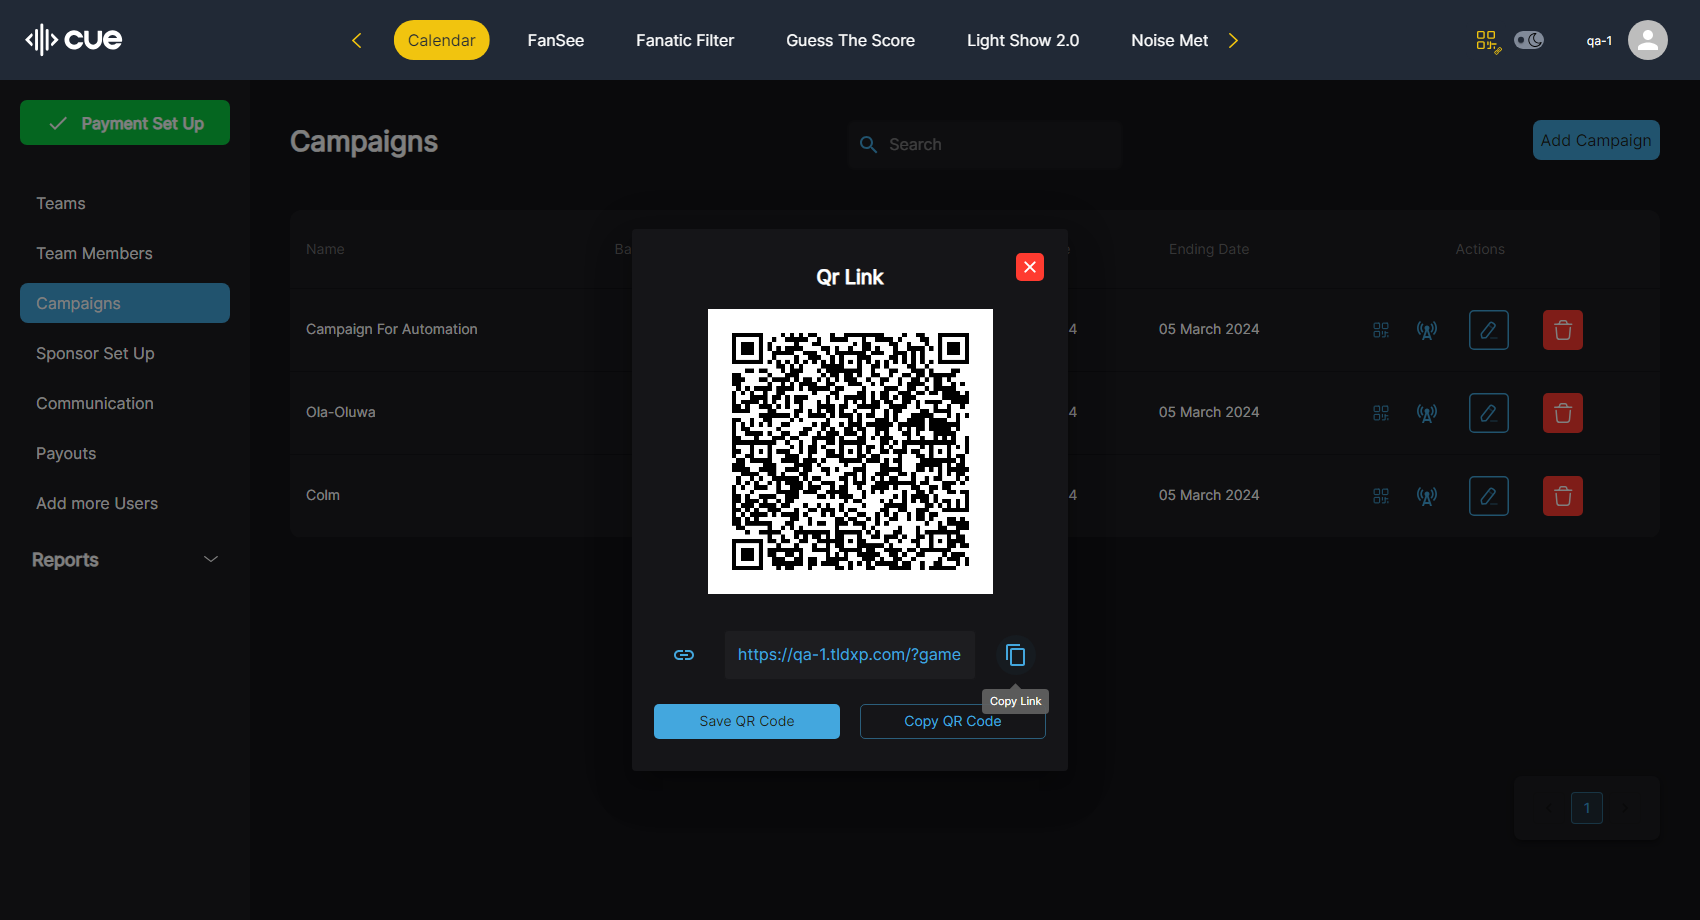 cue
Calendar
FanSee
Fanatic Filter
Guess The Score
Light Show 2.0
Noise Met
qa-1
Payment Set Up
Teams
Team Members
Campaigns
Sponsor Set Up
Communication
Payouts
Add more Users
Reports
Campaigns
Search
Add Campaign
Name
Ba
Ending Date
Actions
Campaign For Automation
4
05 March 2024
Ola-Oluwa
4
05 March 2024
Colm
4
05 March 2024
Qr Link
https://qa-1.tldxp.com/?game
Copy Link
Save QR Code
Copy QR Code
1